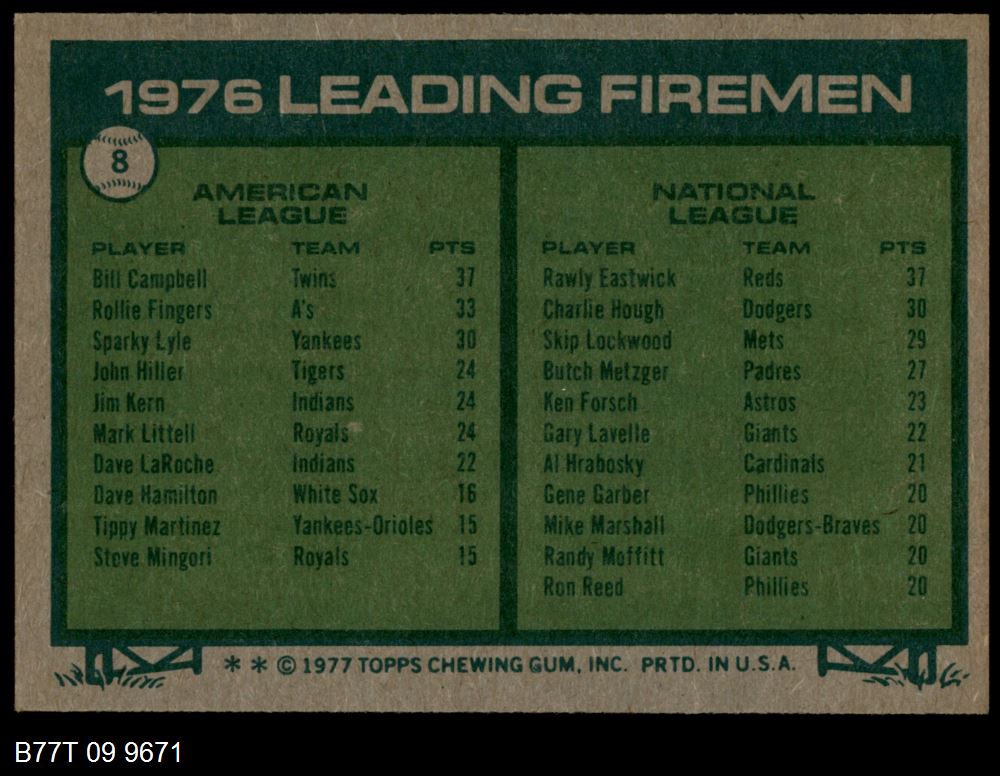 1976 LEADING FIREMEN
8
AMERICAN
LEAGUE
PLAYER TEAM PTS
Bill Campbell Twins 37
Rollie Fingers A's 33
Sparky Lyle Yankees 30
John Hiller Tigers 24
Jim Kern Indians 24
Mark Littell Royals 24
Dave LaRoche Indians 22
Dave Hamilton White Sox 16
Tippy Martinez Yankees-Orioles 15
Steve Mingori Royals 15
NATIONAL
LEAGUE
PLAYER TEAM PTS
Rawly Eastwick Reds 37
Charlie Hough Dodgers 30
Skip Lockwood Mets 29
Butch Metzger Padres 27
Ken Forsch Astros 23
Gary Lavelle Giants 22
Al Hrabosky Cardinals 21
Gene Garber Phillies 20
Mike Marshall Dodgers-Braves 20
Randy Moffitt Giants 20
Ron Reed Phillies 20
* * © 1977 TOPPS CHEWING GUM, INC. PRTD. IN U.S.A.
B77T 09 9671